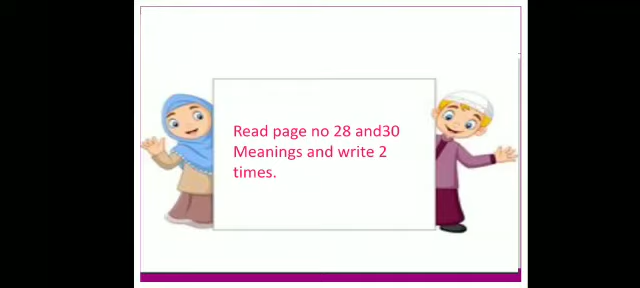 Read page no 28 and30
Meanings and write 2
times.